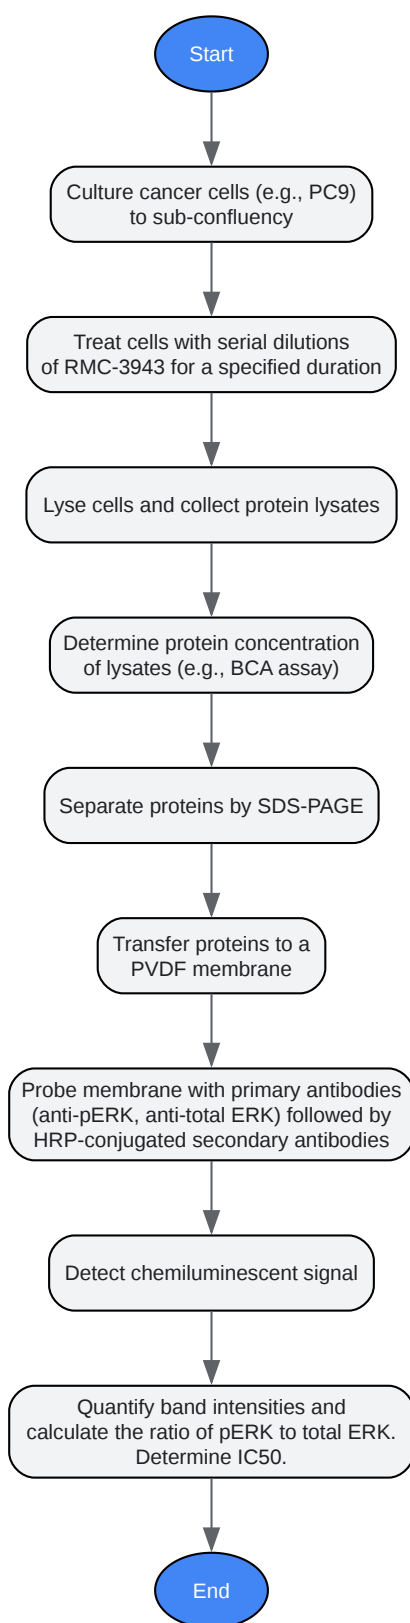 Start
Culture cancer cells (e.g., PC9)
to sub-confluency
Treat cells with serial dilutions
of RMC-3943 for a specified duration
Lyse cells and collect protein lysates
Determine protein concentration
of lysates (e.g., BCA assay)
Separate proteins by SDS-PAGE
Transfer proteins to a
PVDF membrane
Probe membrane with primary antibodies
(anti-pERK, anti-total ERK) followed by
HRP-conjugated secondary antibodies
Detect chemiluminescent signal
Quantify band intensities and
calculate the ratio of pERK to total ERK.
Determine IC50.
End